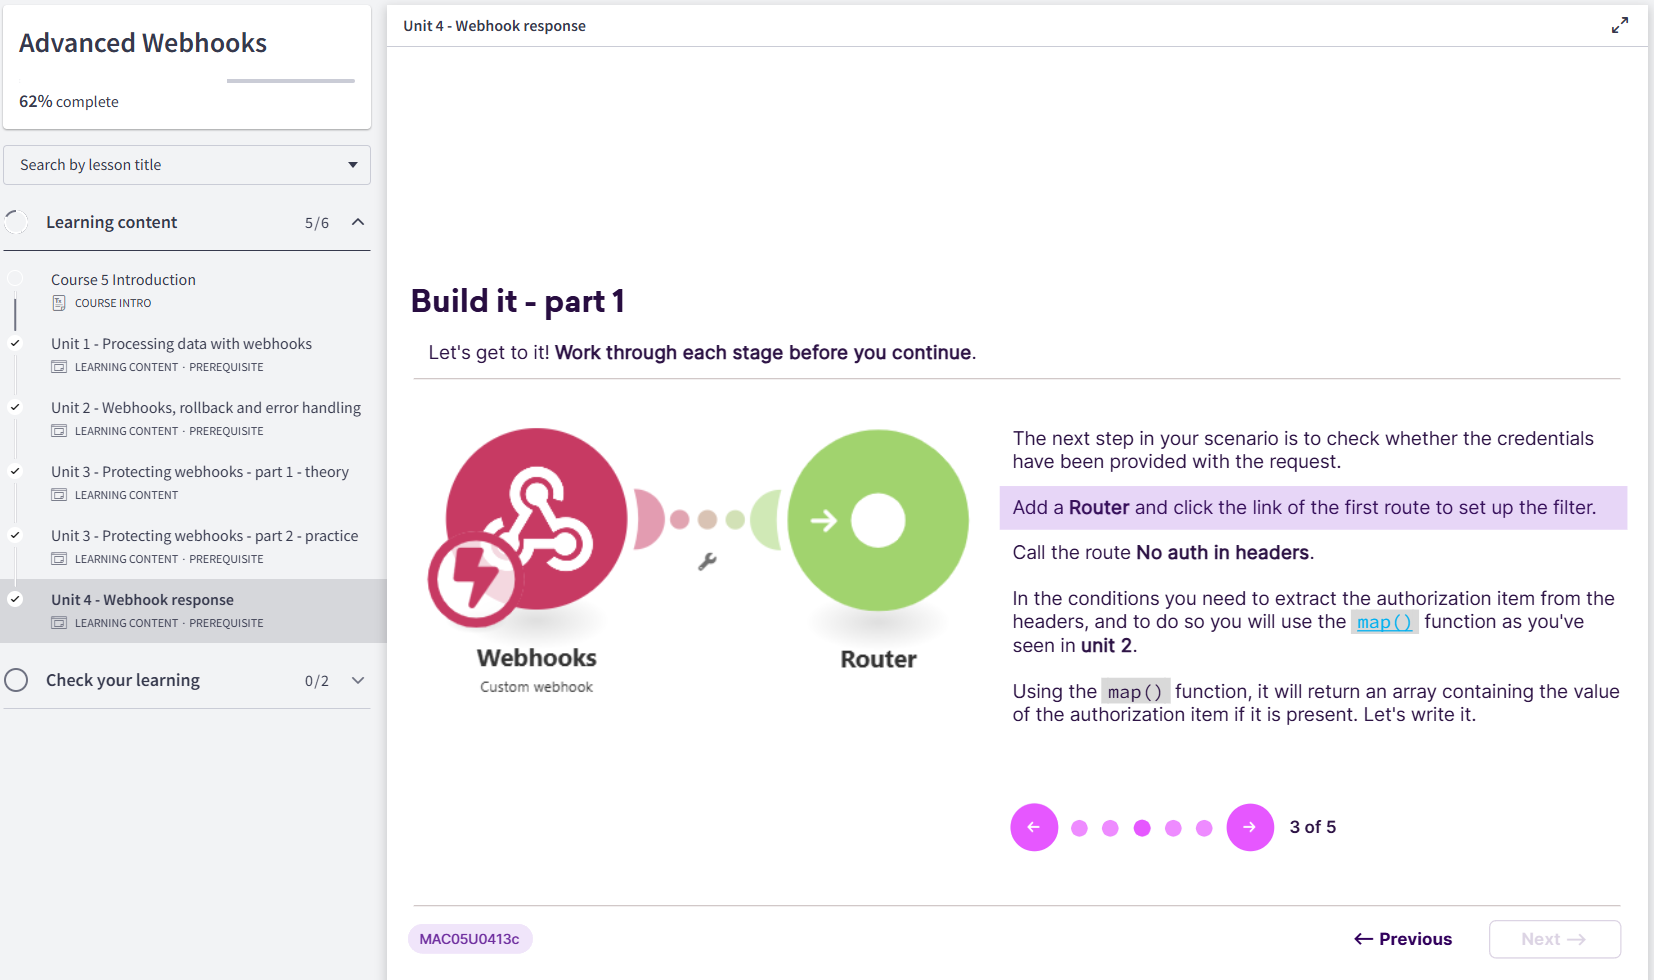 Advanced Webhooks
62% complete
Search by lesson title
Learning content 5/6
Course 5 Introduction
COURSE INTRO
Unit 1 - Processing data with webhooks
LEARNING CONTENT · PREREQUISITE
Unit 2 - Webhooks, rollback and error handling
LEARNING CONTENT · PREREQUISITE
Unit 3 - Protecting webhooks - part 1 - theory
LEARNING CONTENT
Unit 3 - Protecting webhooks - part 2 - practice
LEARNING CONTENT · PREREQUISITE
Unit 4 - Webhook response
LEARNING CONTENT · PREREQUISITE
Check your learning 0/2
Unit 4 - Webhook response
Build it - part 1
Let's get to it! Work through each stage before you continue.
Webhooks
Custom webhook
Router
The next step in your scenario is to check whether the credentials
have been provided with the request.
Add a Router and click the link of the first route to set up the filter.
Call the route No auth in headers.
In the conditions you need to extract the authorization item from the
headers, and to do so you will use the map() function as you've
seen in unit 2.
Using the map() function, it will return an array containing the value
of the authorization item if it is present. Let's write it.
← → 3 of 5
MAC05U0413c
← Previous
Next →